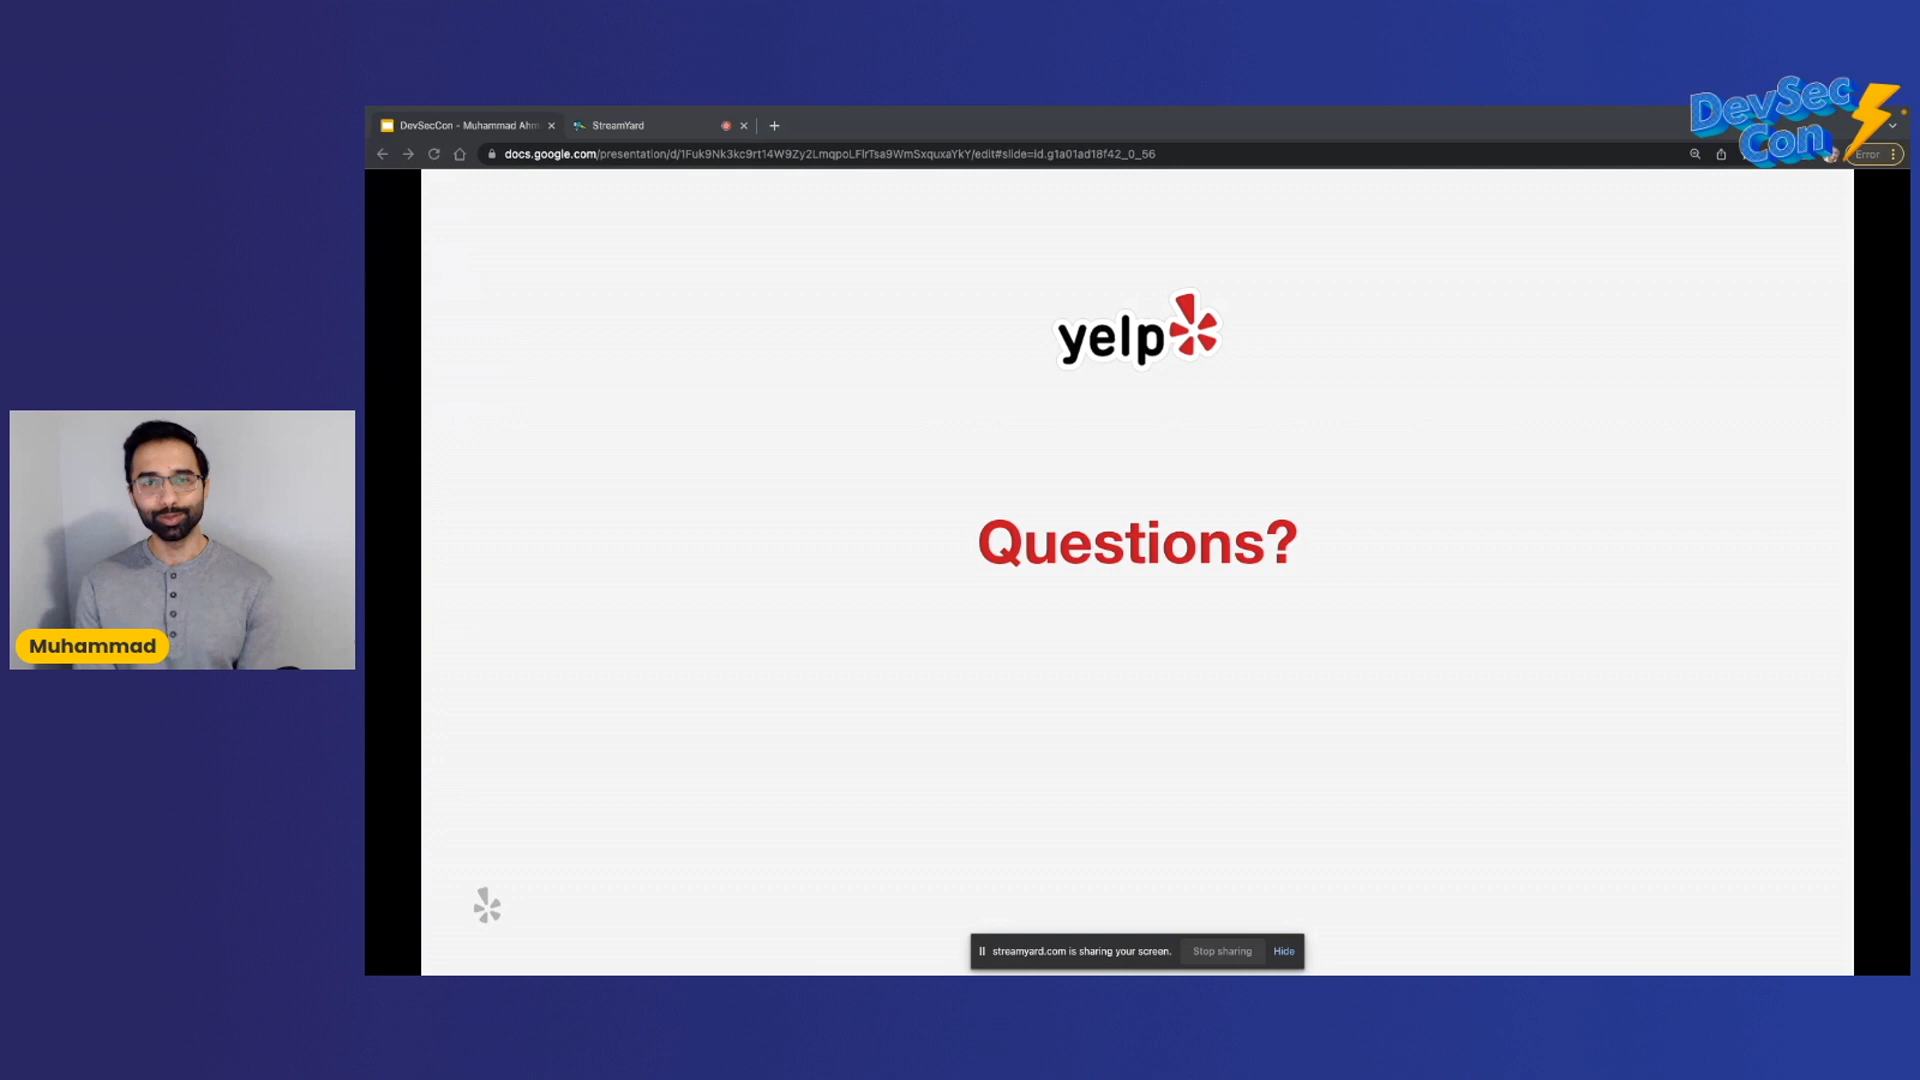 DevSec
Con
DevSecCon - Muhammad Ahm
StreamYard
docs.google.com/presentation/d/1Fuk9Nk3kc9rt14W9Zy2LmqpoLFlrTsa9WmSxquxaYkY/edit#slide=id.g1a01ad18f42_0_56
Error
yelp
Questions?
Muhammad
streamyard.com is sharing your screen. Stop sharing Hide